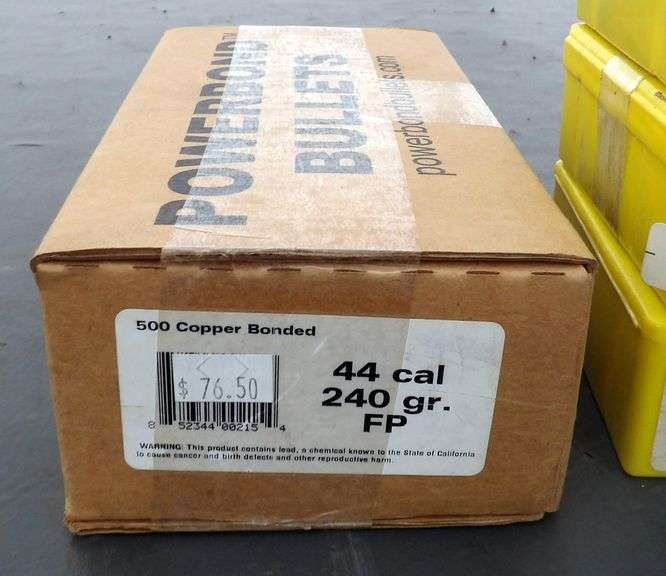 POWERBOND™
BULLETS
powerbondbullets.com
500 Copper Bonded
$ 76.50
8 52344 00215 4
44 cal
240 gr.
FP
WARNING: This product contains lead, a chemical known to the State of California
to cause cancer and birth defects and other reproductive harm.